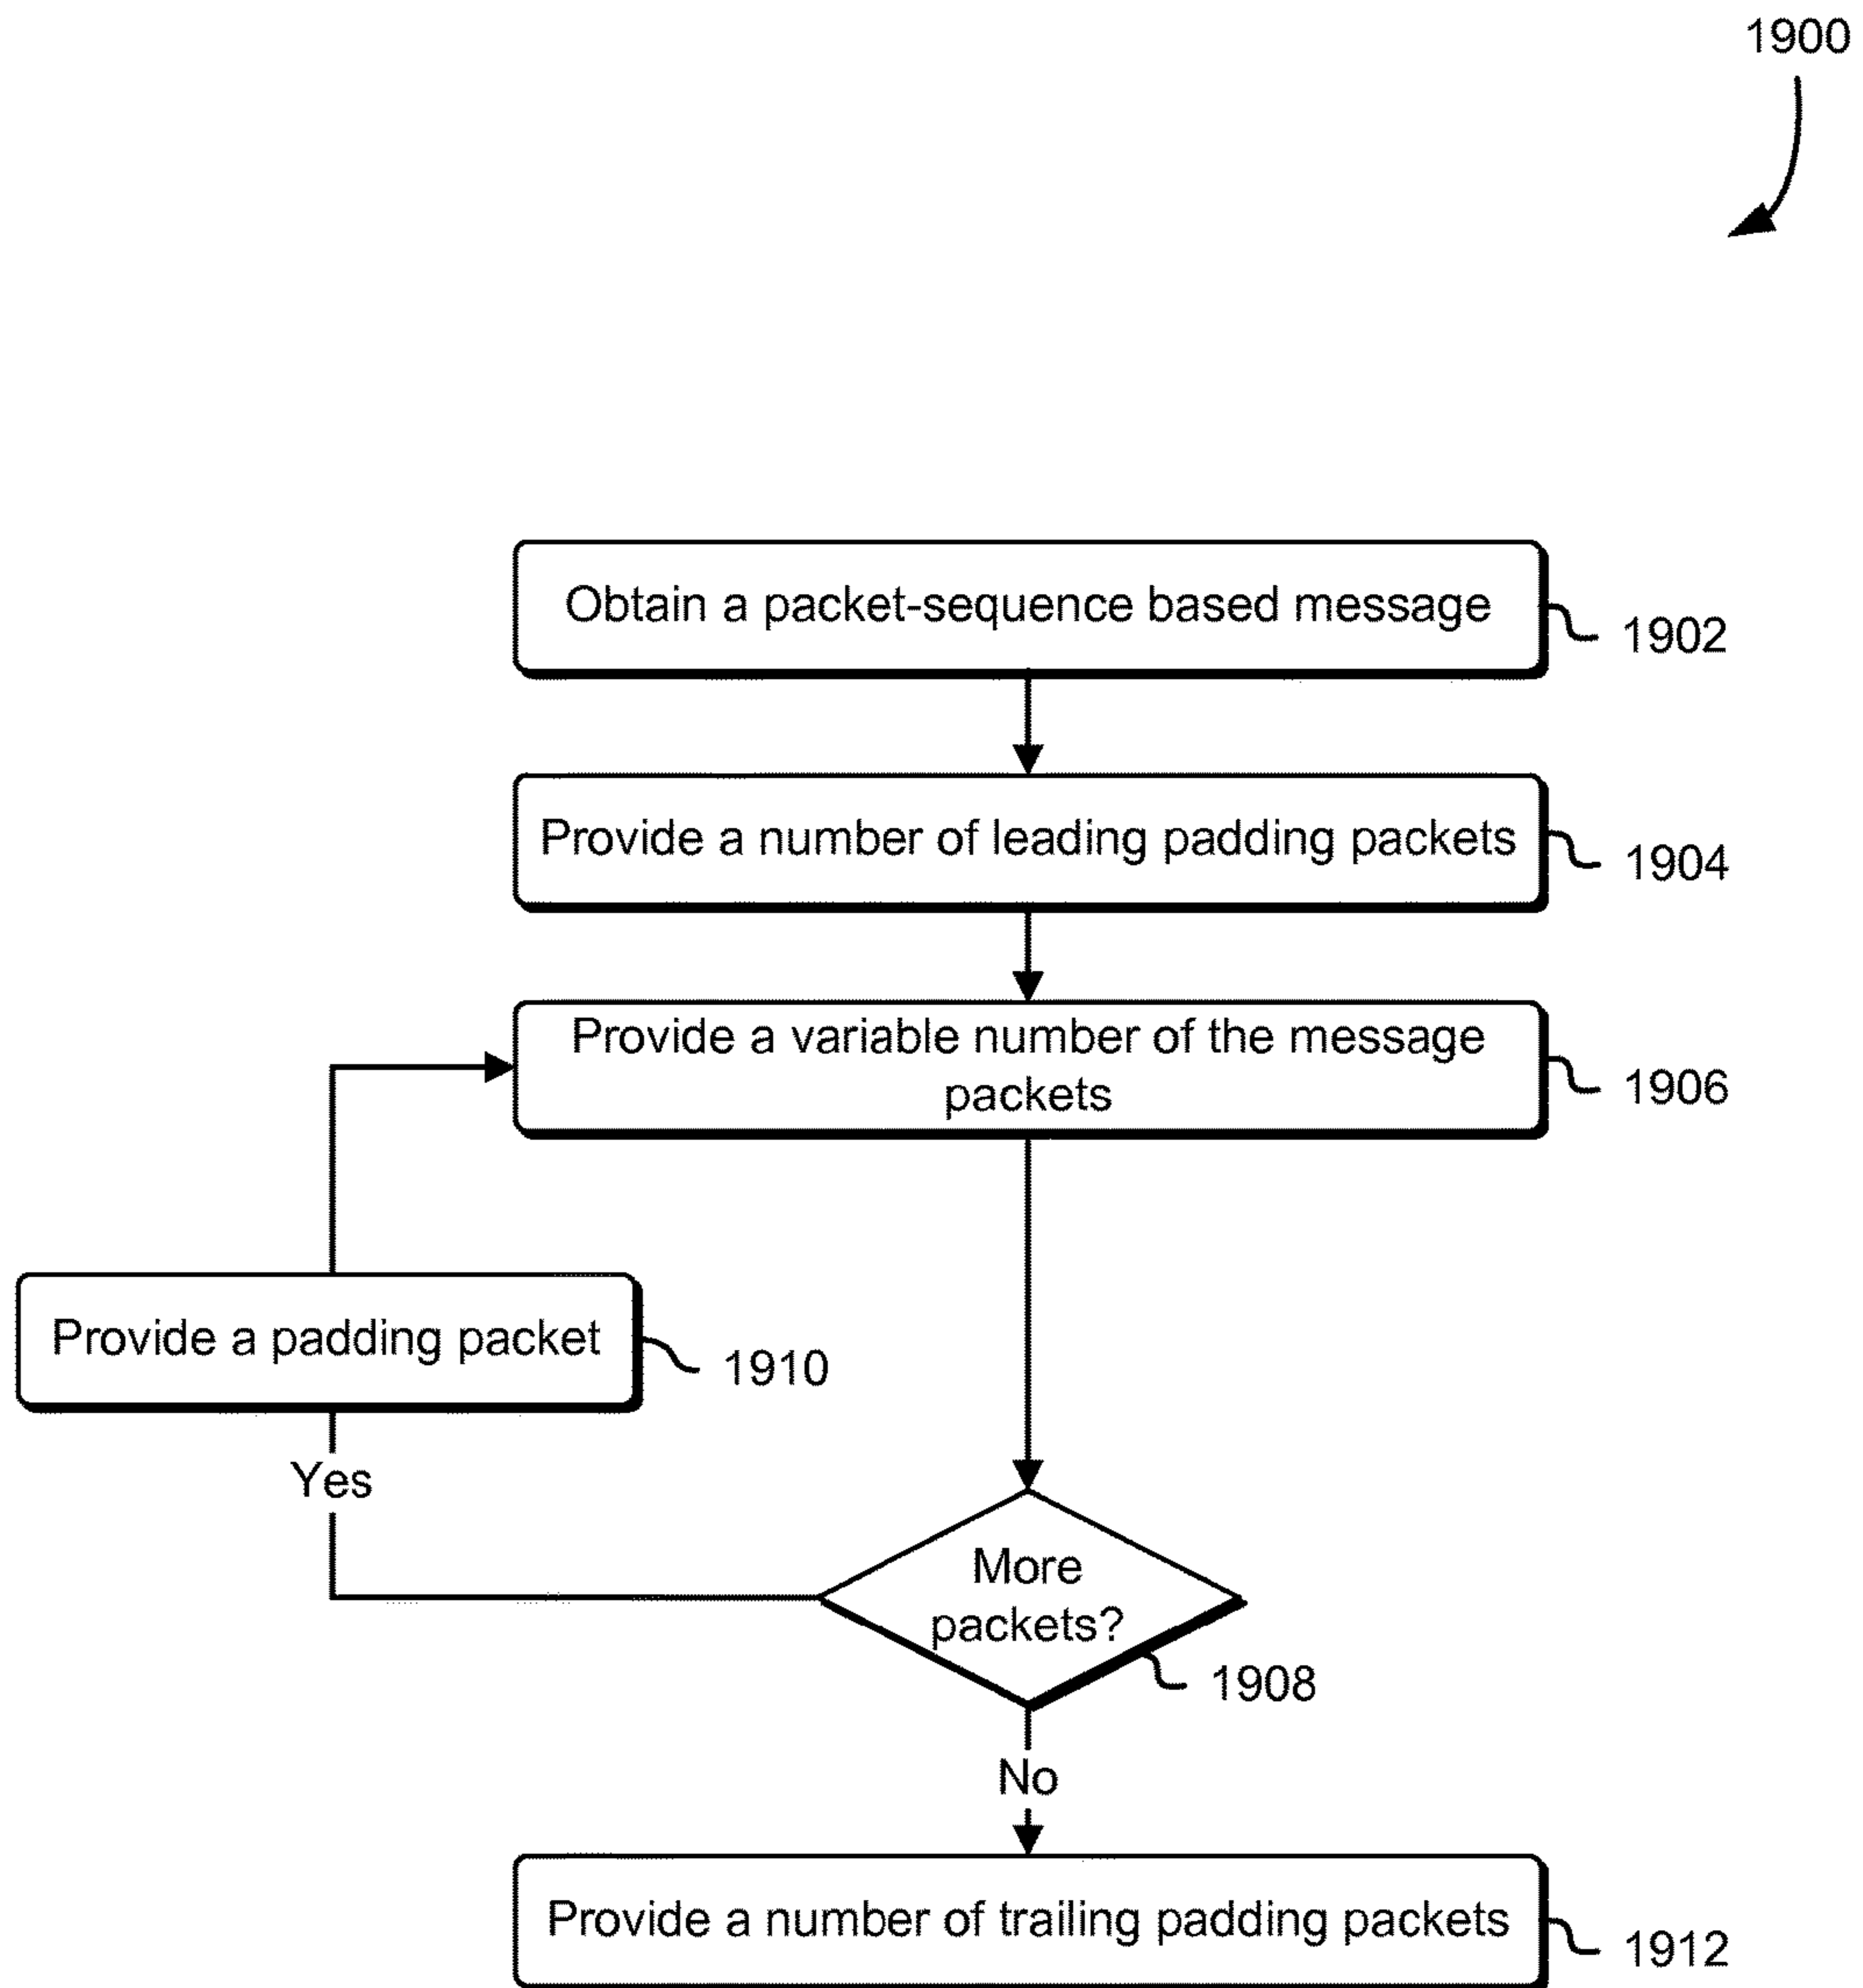 1900
Obtain a packet-sequence based message
1902
Provide a number of leading padding packets
1904
Provide a variable number of the message
packets
1906
Provide a padding packet
1910
Yes
More
packets?
1908
No
Provide a number of trailing padding packets
1912